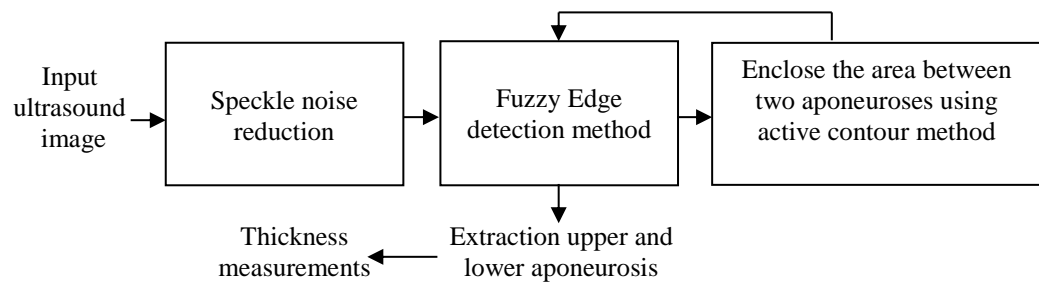 Input
ultrasound
image
Speckle noise
reduction
Fuzzy Edge
detection method
Enclose the area between
two aponeuroses using
active contour method
Extraction upper and
lower aponeurosis
Thickness
measurements